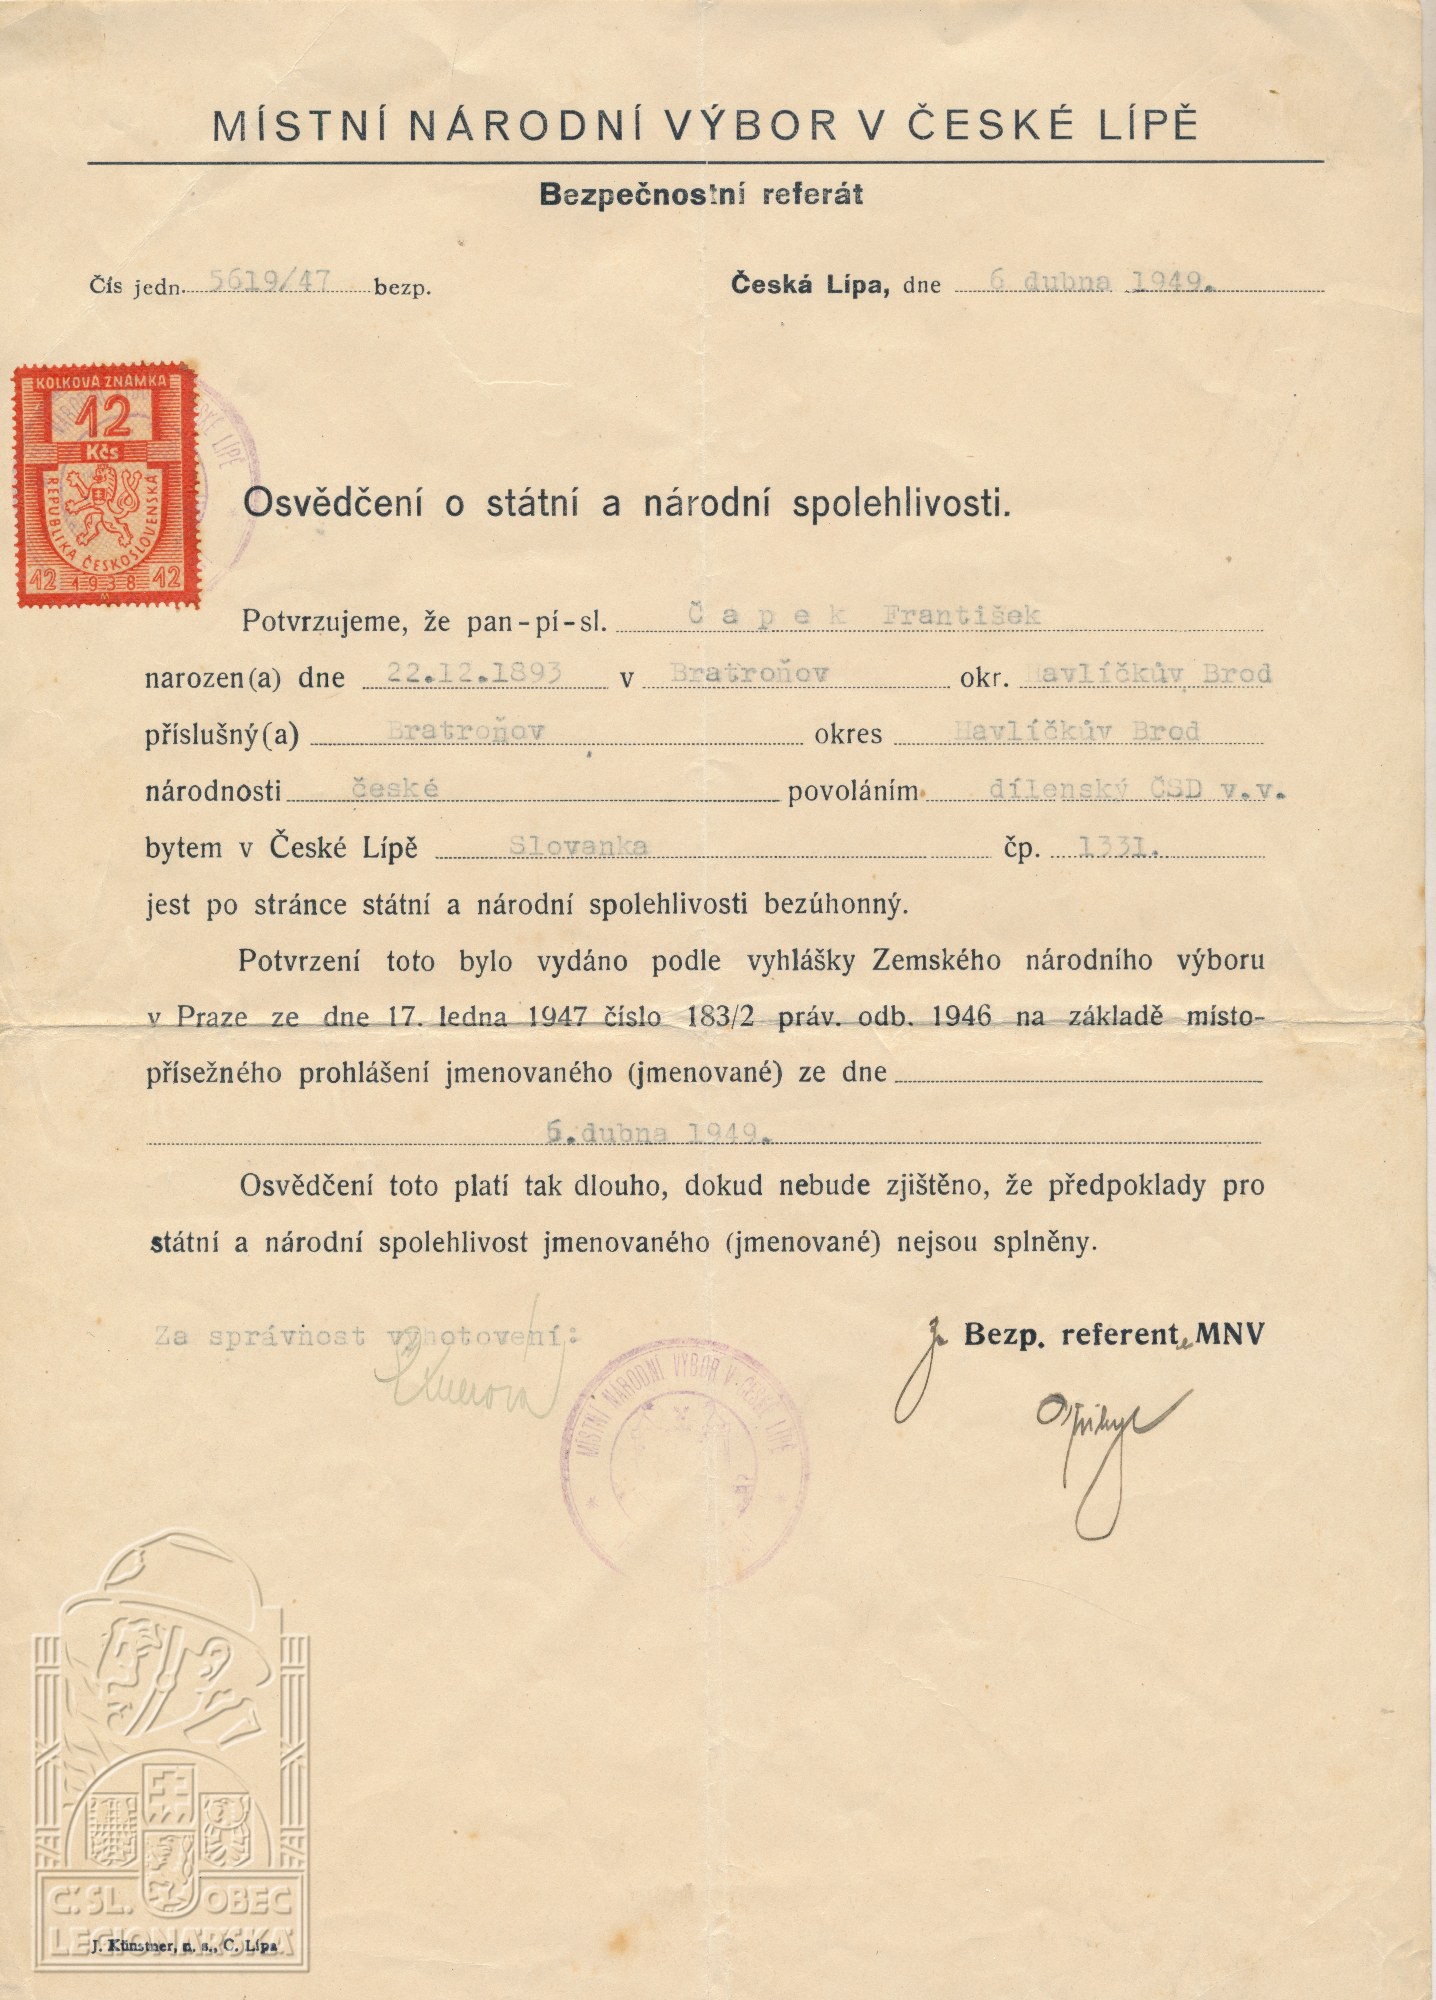 MÍSTNÍ NÁRODNÍ VÝBOR V ČESKÉ LÍPĚ
Bezpečnostní referát
Čís jedn. 5619/47 bezp.
Česká Lípa, dne 6 dubna 1949.
KOLKOVÁ ZNÁMKA
12
Kčs
REPUBLIKA ČESKOSLOVENSKÁ
12 1938 12
M
Osvědčení o státní a národní spolehlivosti.
Potvrzujeme, že pan-pí-sl. Čapek František
narozen(a) dne 22.12.1893 v Bratroňov okr. Havlíčkův Brod
příslušný(a) Bratroňov okres Havlíčkův Brod
národnosti české povoláním dílenský ČSD v.v.
bytem v České Lípě Slovanka čp. 1331.
jest po stránce státní a národní spolehlivosti bezúhonný.
Potvrzení toto bylo vydáno podle vyhlášky Zemského národního výboru
v Praze ze dne 17. ledna 1947 číslo 183/2 práv. odb. 1946 na základě místo-
přísežného prohlášení jmenovaného (jmenované) ze dne
6.dubna 1949.
Osvědčení toto platí tak dlouho, dokud nebude zjištěno, že předpoklady pro
státní a národní spolehlivost jmenovaného (jmenované) nejsou splněny.
Za správnost vyhotovení:
Bezp. referent MNV
MÍSTNÍ NÁRODNÍ VÝBOR V ČESKÉ LÍPĚ
Č.SL. OBEC
LEGIONÁŘSKÁ
J. Künstner, n. s., C. Lípa